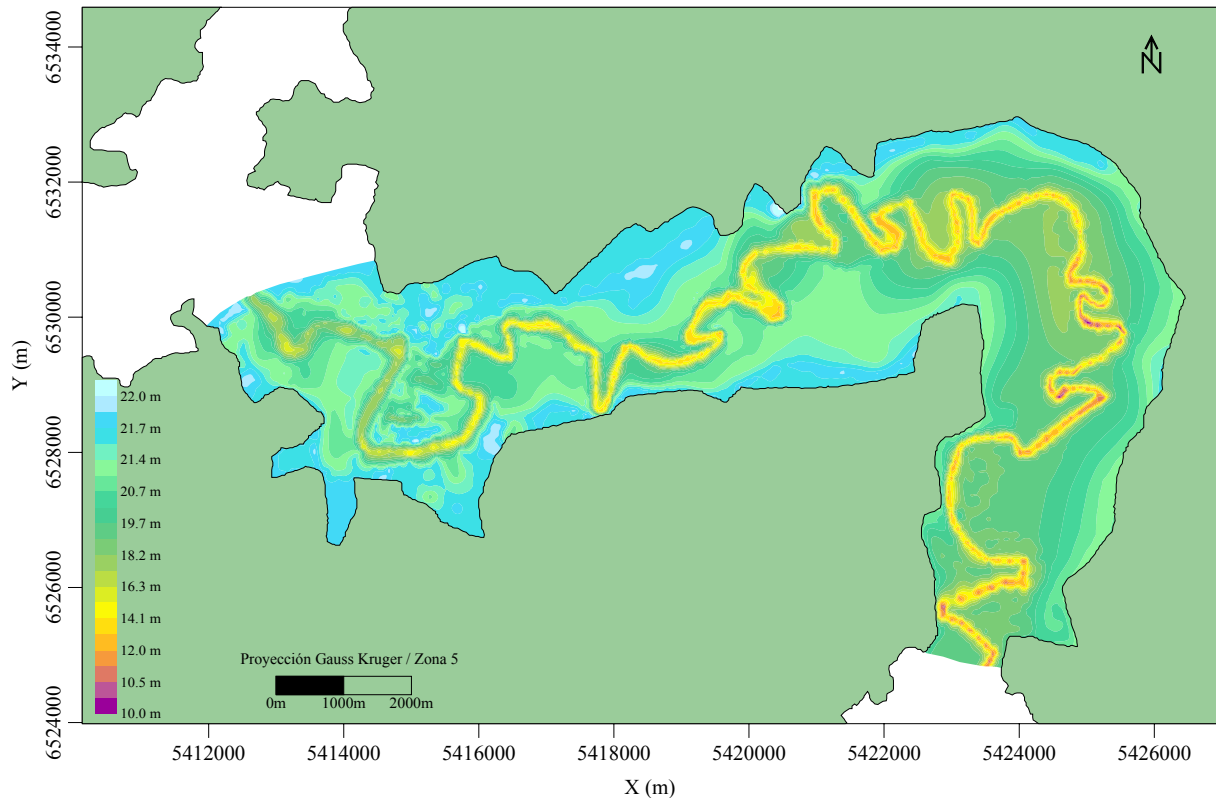 N
6534000
6532000
6530000
6528000
6526000
6524000
Y (m)
22.0 m
21.7 m
21.4 m
20.7 m
19.7 m
18.2 m
16.3 m
14.1 m
12.0 m
10.5 m
10.0 m
Proyección Gauss Kruger / Zona 5
0m 1000m 2000m
5412000 5414000 5416000 5418000 5420000 5422000 5424000 5426000
X (m)